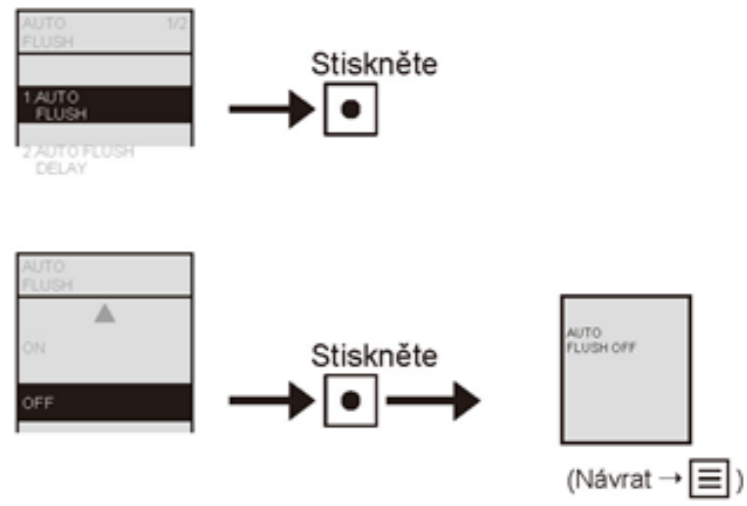 AUTO 1/2
FLUSH
1 AUTO
FLUSH
2 AUTO FLUSH
DELAY
Stiskněte
AUTO
FLUSH
ON
OFF
Stiskněte
AUTO
FLUSH OFF
(Návrat → )